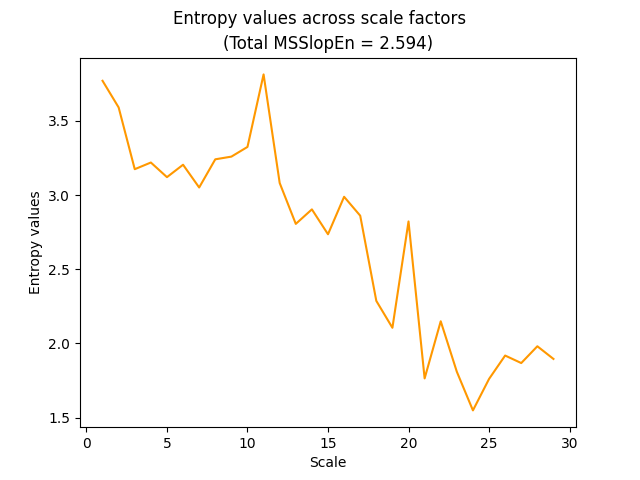 Entropy values across scale factors
(Total MSSlopEn = 2.594)
Entropy values
3.5
3.0
2.5
2.0
1.5
0 5 10 15 20 25 30
Scale